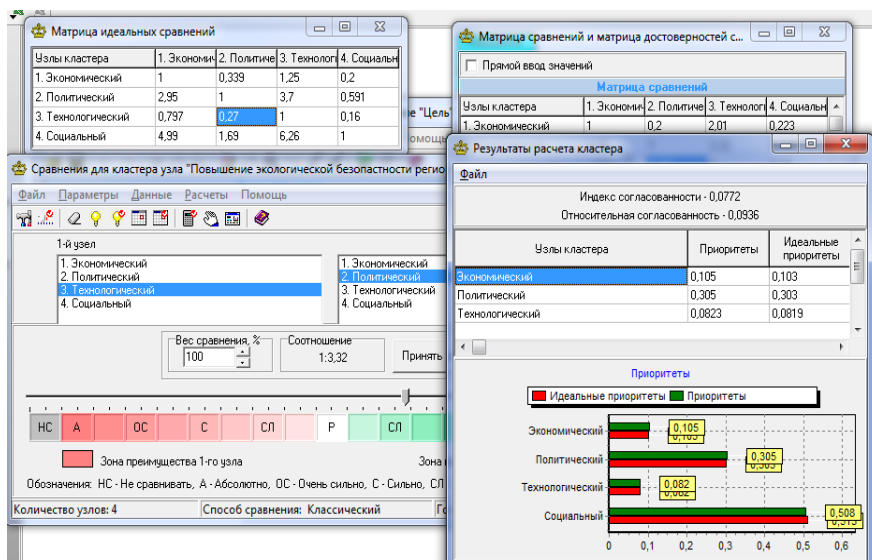 Матрица идеальных сравнений
Узлы кластера 1. Экономич 2. Политиче 3. Технологи 4. Социальн
1. Экономический 1 0,339 1,25 0,2
2. Политический 2,95 1 3,7 0,591
3. Технологический 0,797 0,27 1 0,16
4. Социальный 4,99 1,69 6,26 1
Матрица сравнений и матрица достоверностей с...
Прямой ввод значений
Матрица сравнений
Узлы кластера 1. Экономич 2. Политиче 3. Технологи 4. Социальн
1. Экономический 1 0,2 2,01 0,223
е "Цель"
Сравнения для кластера узла "Повышение экологической безопасности регио
Файл Параметры Данные Расчеты Помощь
1-й узел
1. Экономический
2. Политический
3. Технологический
4. Социальный
1. Экономический
2. Политический
3. Технологический
4. Социальный
Вес сравнения, %
100
Соотношение
1:3,32
Принять
НС А ОС С СЛ Р СЛ
Зона преимущества 1-го узла
Зона
Обозначения: НС - Не сравнивать, А - Абсолютно, ОС - Очень сильно, С - Сильно, СЛ
Количество узлов: 4 Способ сравнения: Классический Го
Результаты расчета кластера
Файл
Индекс согласованности - 0,0772
Относительная согласованность - 0,0936
Узлы кластера Приоритеты Идеальные приоритеты
Экономический 0,105 0,103
Политический 0,305 0,303
Технологический 0,0823 0,0819
Приоритеты
Идеальные приоритеты Приоритеты
Экономический 0,105
Политический 0,305
Технологический 0,082
Социальный 0,508
0 0,1 0,2 0,3 0,4 0,5 0,6